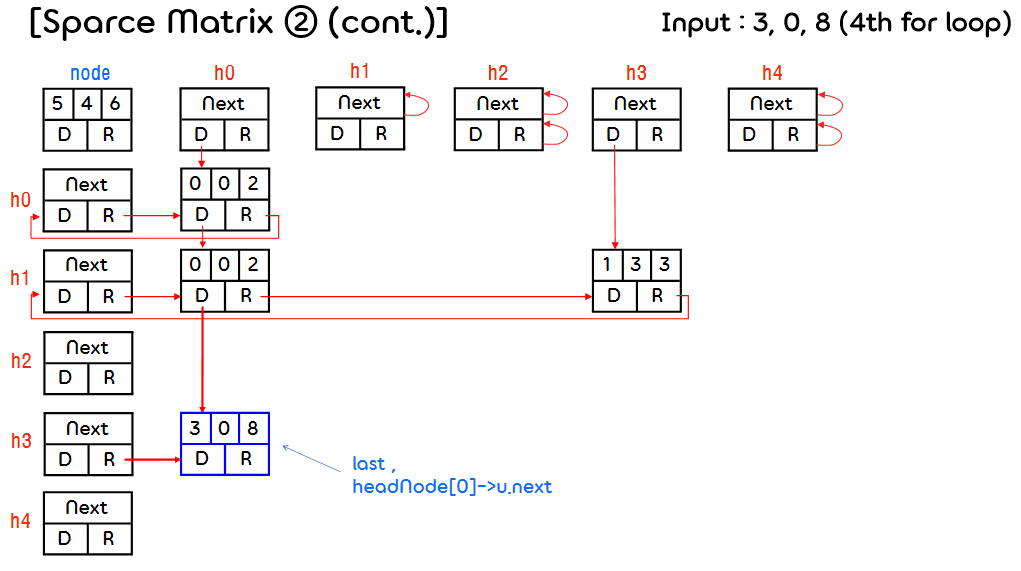 [Sparce Matrix ② (cont.)]
Input : 3, 0, 8 (4th for loop)
node h0 h1 h2 h3 h4
5 4 6 Next Next Next Next Next
D R D R D R D R D R D R
h0 Next 0 0 2
D R D R
h1 Next 0 0 2 1 3 3
D R D R D R
h2 Next
D R
h3 Next 3 0 8
D R D R
last ,
headNode[0]->u.next
h4 Next
D R